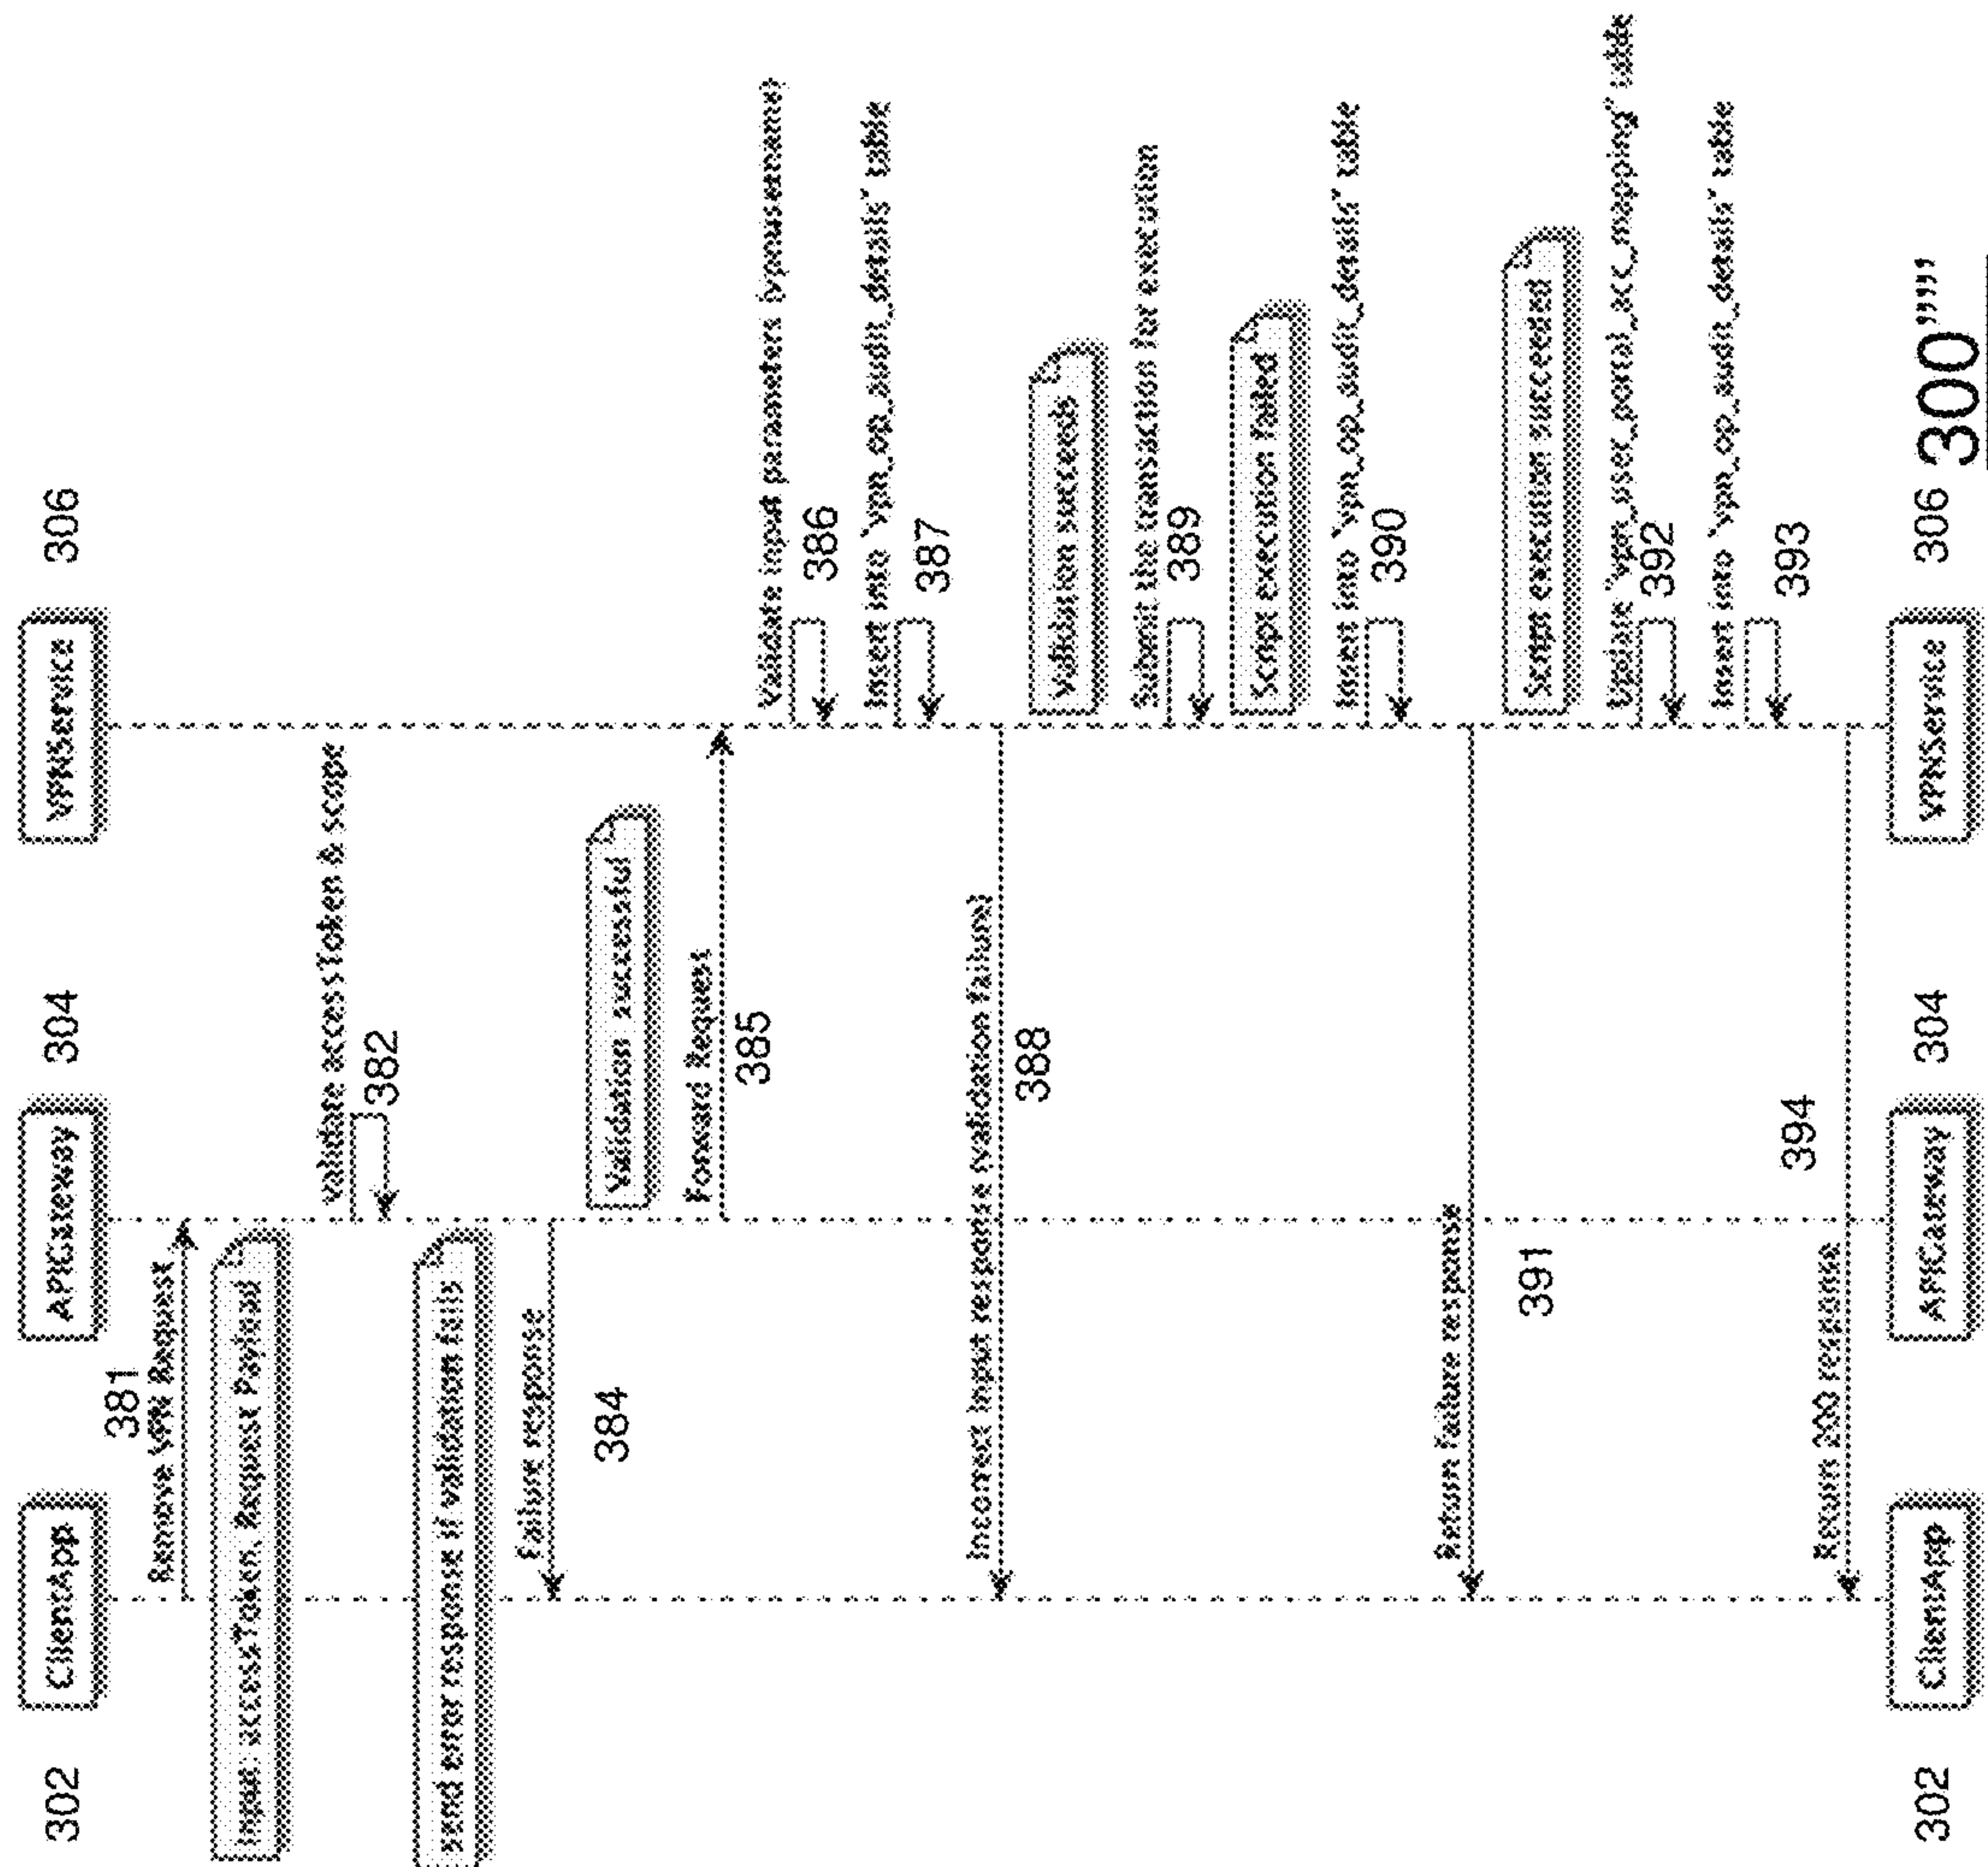 302
ClientApp
APIGateway
304
VPNService
306
381
Remove VPN Request
Input: accessToken, Request Payload
validate accessToken & scope
382
send error response if validation fails
Failure response
384
Validation successful
Forward Request
385
Validate input parameters (vpnusername)
386
Insert into 'vpn_op_audit_details' table
387
Incorrect input response (validation failure)
388
Validation succeeds
Submit the transaction for execution
389
Script execution failed
Insert into 'vpn_op_audit_details' table
390
Return failure response
391
Script execution succeeded
Update 'vpn_user_portal_acc_mapping' table
392
Insert into 'vpn_op_audit_details' table
393
Return 200 response
394
302
ClientApp
APIGateway
304
VPNService
306
300''''